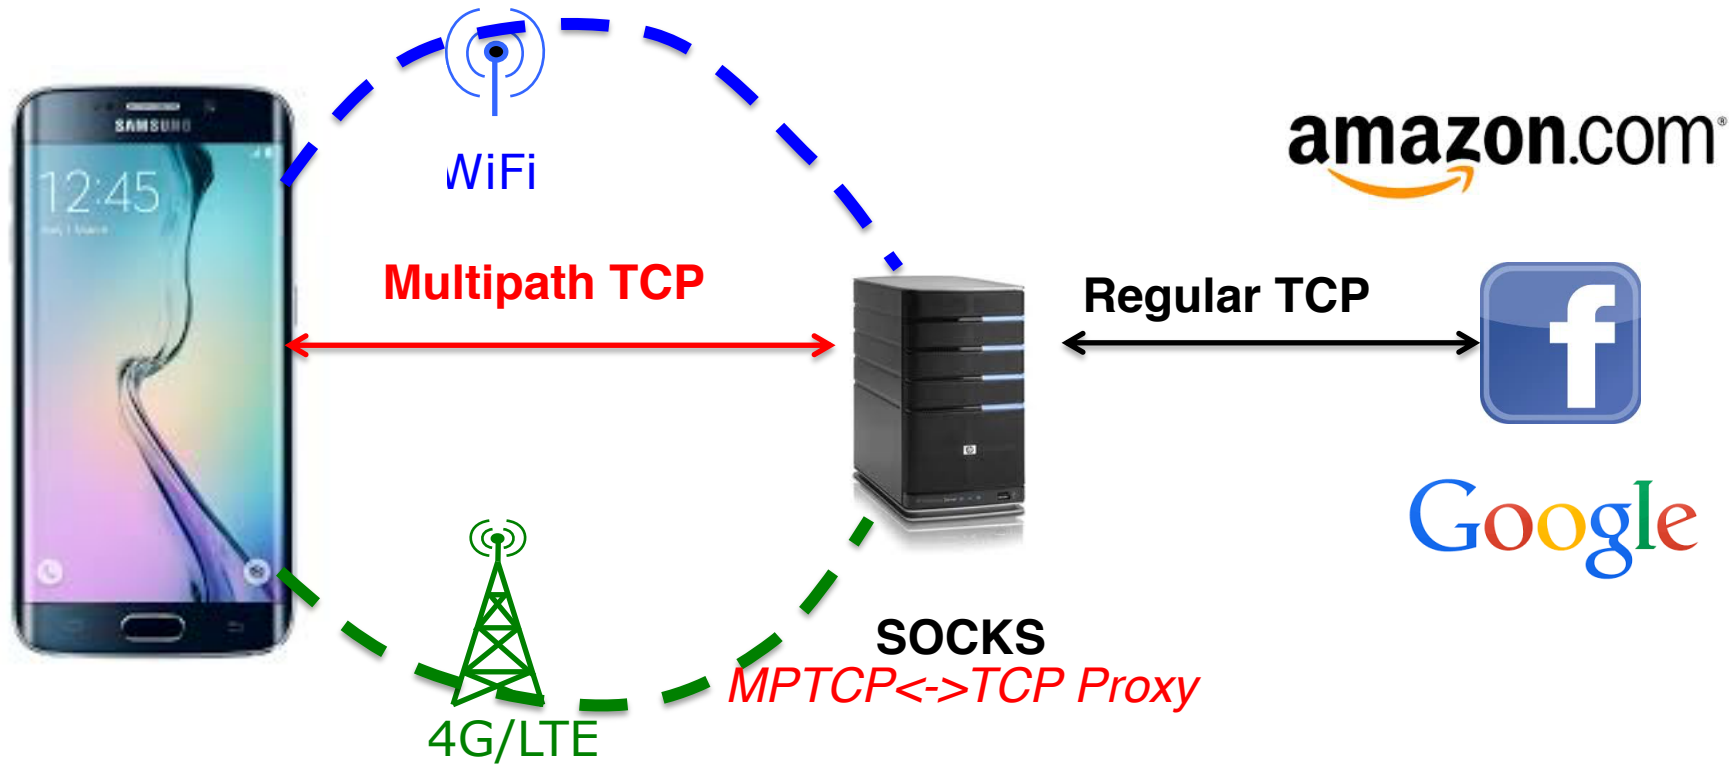 SAMSUNG
12:45
WiFi
Multipath TCP
4G/LTE
SOCKS
MPTCP<->TCP Proxy
Regular TCP
amazon.com®
f
Google